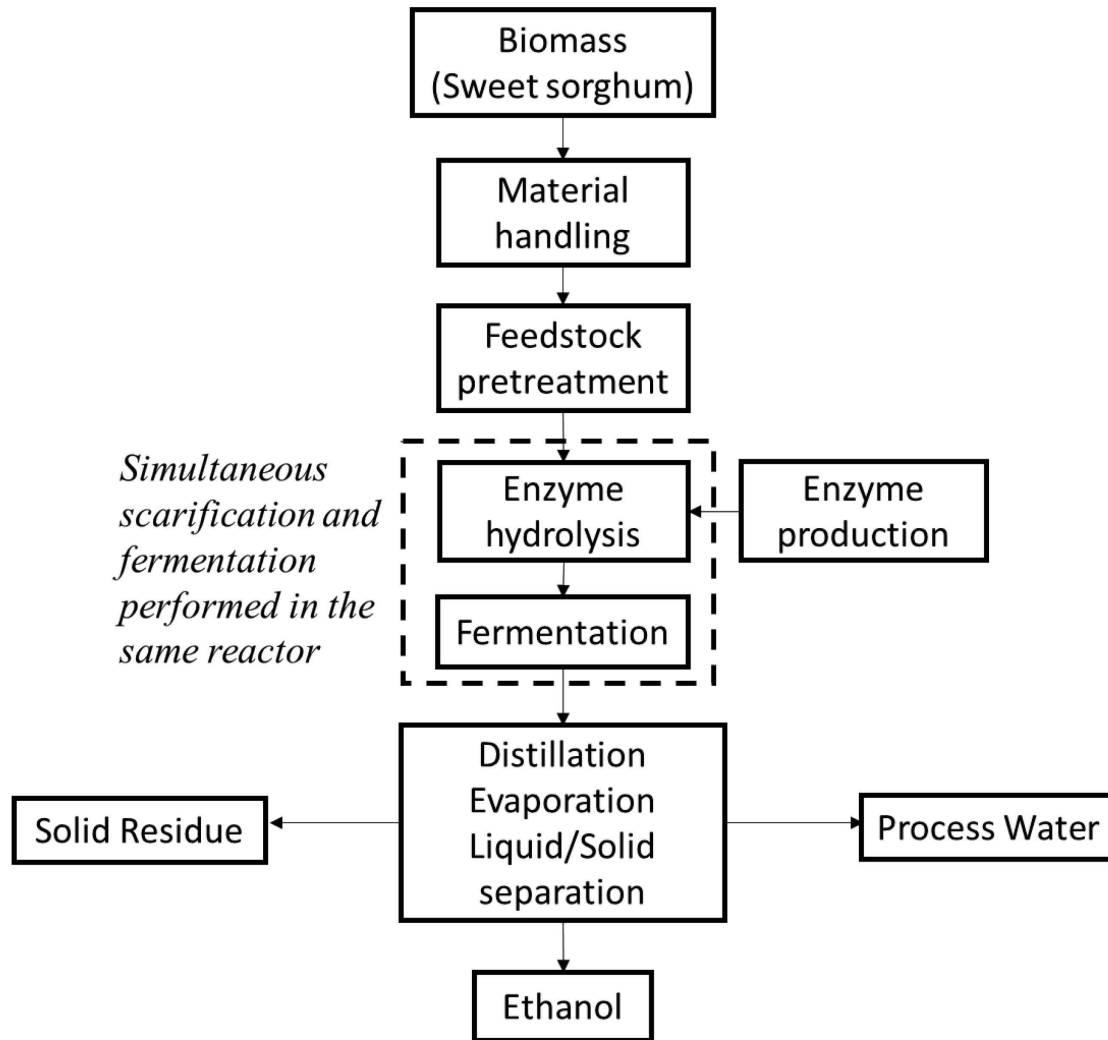 Biomass
(Sweet sorghum)
Material
handling
Feedstock
pretreatment
Simultaneous
scarification and
fermentation
performed in the
same reactor
Enzyme
hydrolysis
Enzyme
production
Fermentation
Distillation
Evaporation
Liquid/Solid
separation
Solid Residue
Process Water
Ethanol